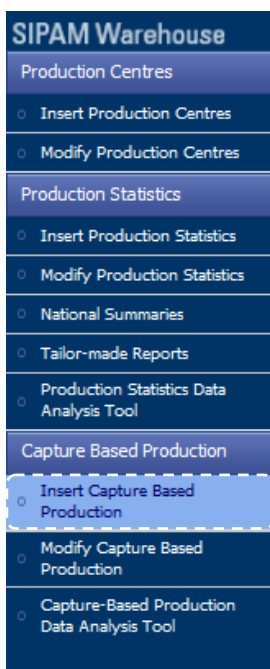 SIPAM Warehouse
Production Centres
Insert Production Centres
Modify Production Centres
Production Statistics
Insert Production Statistics
Modify Production Statistics
National Summaries
Tailor-made Reports
Production Statistics Data
Analysis Tool
Capture Based Production
Insert Capture Based
Production
Modify Capture Based
Production
Capture-Based Production
Data Analysis Tool